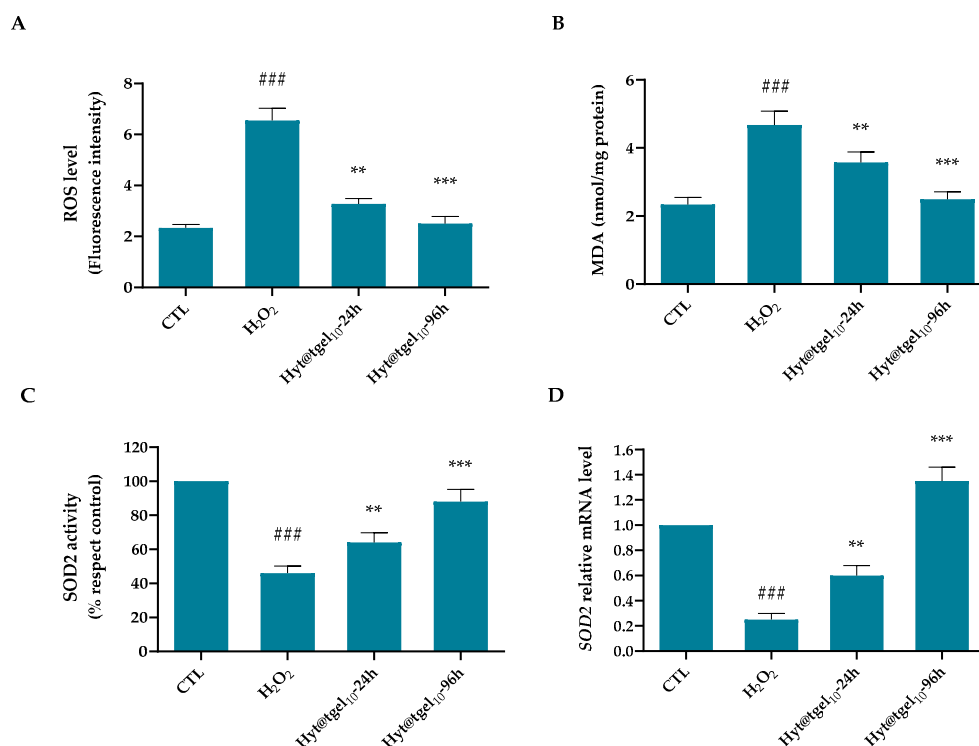 A
ROS level
(Fluorescence intensity)
8
6
4
2
0
###
**
***
CTL
H₂O₂
Hyt@tgel₁₀-24h
Hyt@tgel₁₀-96h
B
MDA (nmol/mg protein)
6
4
2
0
###
**
***
CTL
H₂O₂
Hyt@tgel₁₀-24h
Hyt@tgel₁₀-96h
C
SOD2 activity
(% respect control)
120
100
80
60
40
20
0
###
**
***
CTL
H₂O₂
Hyt@tgel₁₀-24h
Hyt@tgel₁₀-96h
D
SOD2 relative mRNA level
1.6
1.4
1.2
1.0
0.8
0.6
0.4
0.2
0.0
###
**
***
CTL
H₂O₂
Hyt@tgel₁₀-24h
Hyt@tgel₁₀-96h